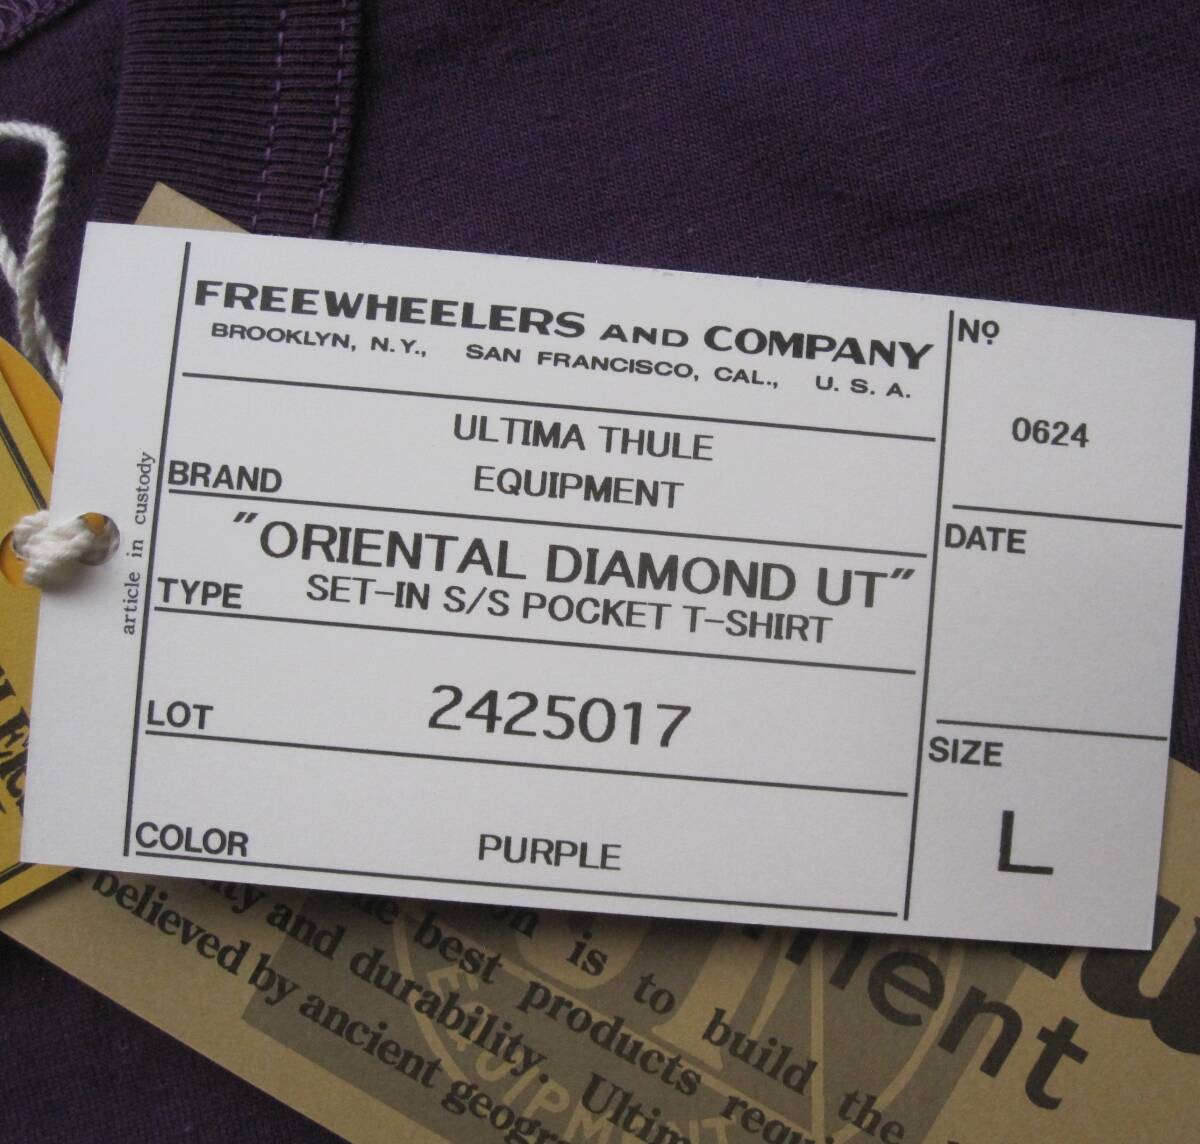 FREEWHEELERS AND COMPANY
BROOKLYN, N.Y., SAN FRANCISCO, CAL., U. S. A.
BRAND
ULTIMA THULE
EQUIPMENT
TYPE
"ORIENTAL DIAMOND UT"
SET-IN S/S POCKET T-SHIRT
LOT
2425017
COLOR
PURPLE
Nº
0624
DATE
SIZE
L
article in custody
is to build the
best products
and durability.
believed by ancient
EQUIPMENT